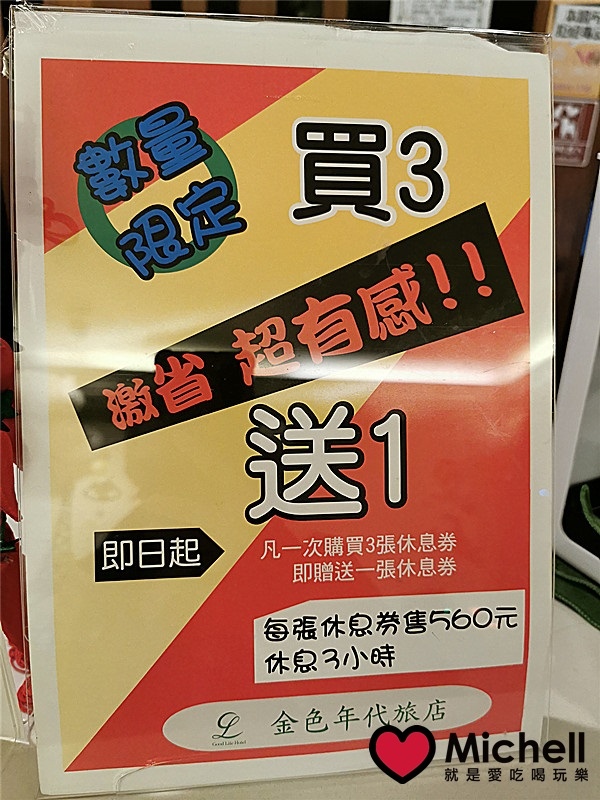 數量
限定
買3
激省 超有感!!
送1
即日起
凡一次購買3張休息券
即贈送一張休息券
每張休息券售560元
休息3小時
金色年代旅店
Michell
就是愛吃喝玩樂